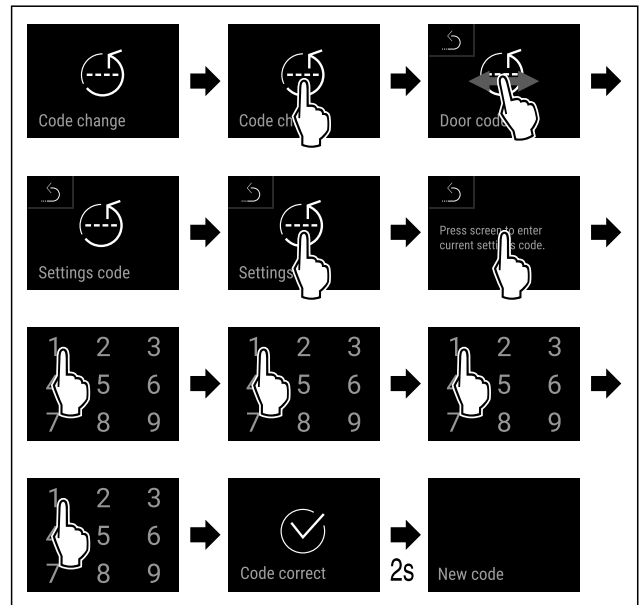 Code change
Code ch
Door code
Settings code
Settings
Press screen to enter
current settings code.
1 2 3
4 5 6
7 8 9
1 2 3
4 5 6
7 8 9
1 2 3
4 5 6
7 8 9
1 2 3
4 5 6
7 8 9
Code correct
2s
New code